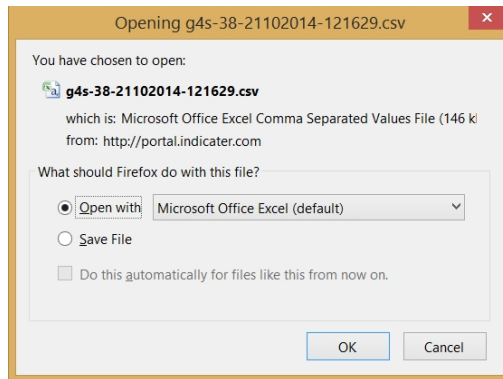 Opening g4s-38-21102014-121629.csv
You have chosen to open:
g4s-38-21102014-121629.csv
which is: Microsoft Office Excel Comma Separated Values File (146 k
from: http://portal.indicater.com
What should Firefox do with this file?
Open with Microsoft Office Excel (default)
Save File
Do this automatically for files like this from now on.
OK Cancel